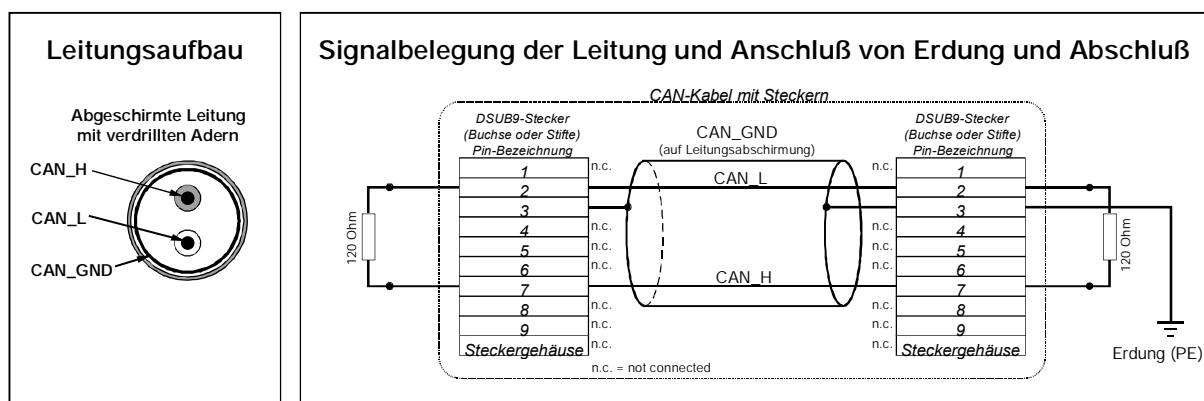 Leitungsaufbau
Abgeschirmte Leitung
mit verdrillten Adern
CAN_H
CAN_L
CAN_GND
Signalbelegung der Leitung und Anschluß von Erdung und Abschluß
CAN-Kabel mit Steckern
DSUB9-Stecker
(Buchse oder Stifte)
Pin-Bezeichnung
1
2
3
4
5
6
7
8
9
Steckergehäuse
n.c.
n.c.
n.c.
n.c.
n.c.
n.c.
n.c.
n.c. = not connected
120 Ohm
CAN_GND
(auf Leitungsabschirmung)
CAN_L
CAN_H
DSUB9-Stecker
(Buchse oder Stifte)
Pin-Bezeichnung
n.c.
n.c.
n.c.
n.c.
n.c.
n.c.
n.c.
1
2
3
4
5
6
7
8
9
Steckergehäuse
120 Ohm
Erdung (PE)